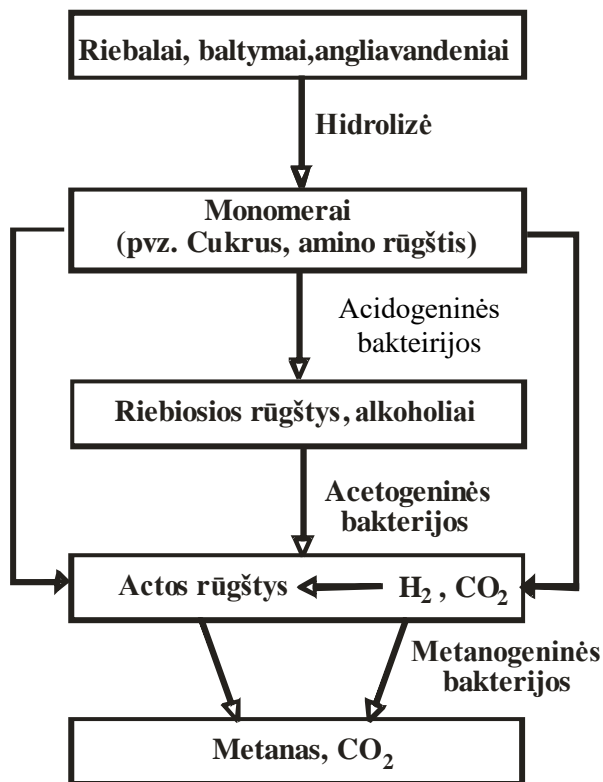 Riebalai, baltymai,angliavandeniai
Hidrolizė
Monomerai
(pvz. Cukrus, amino rūgštis)
Acidogeninės
bakteirijos
Riebiosios rūgštys, alkoholiai
Acetogeninės
bakterijos
Actos rūgštys H₂ , CO₂
Metanogeninės
bakterijos
Metanas, CO₂